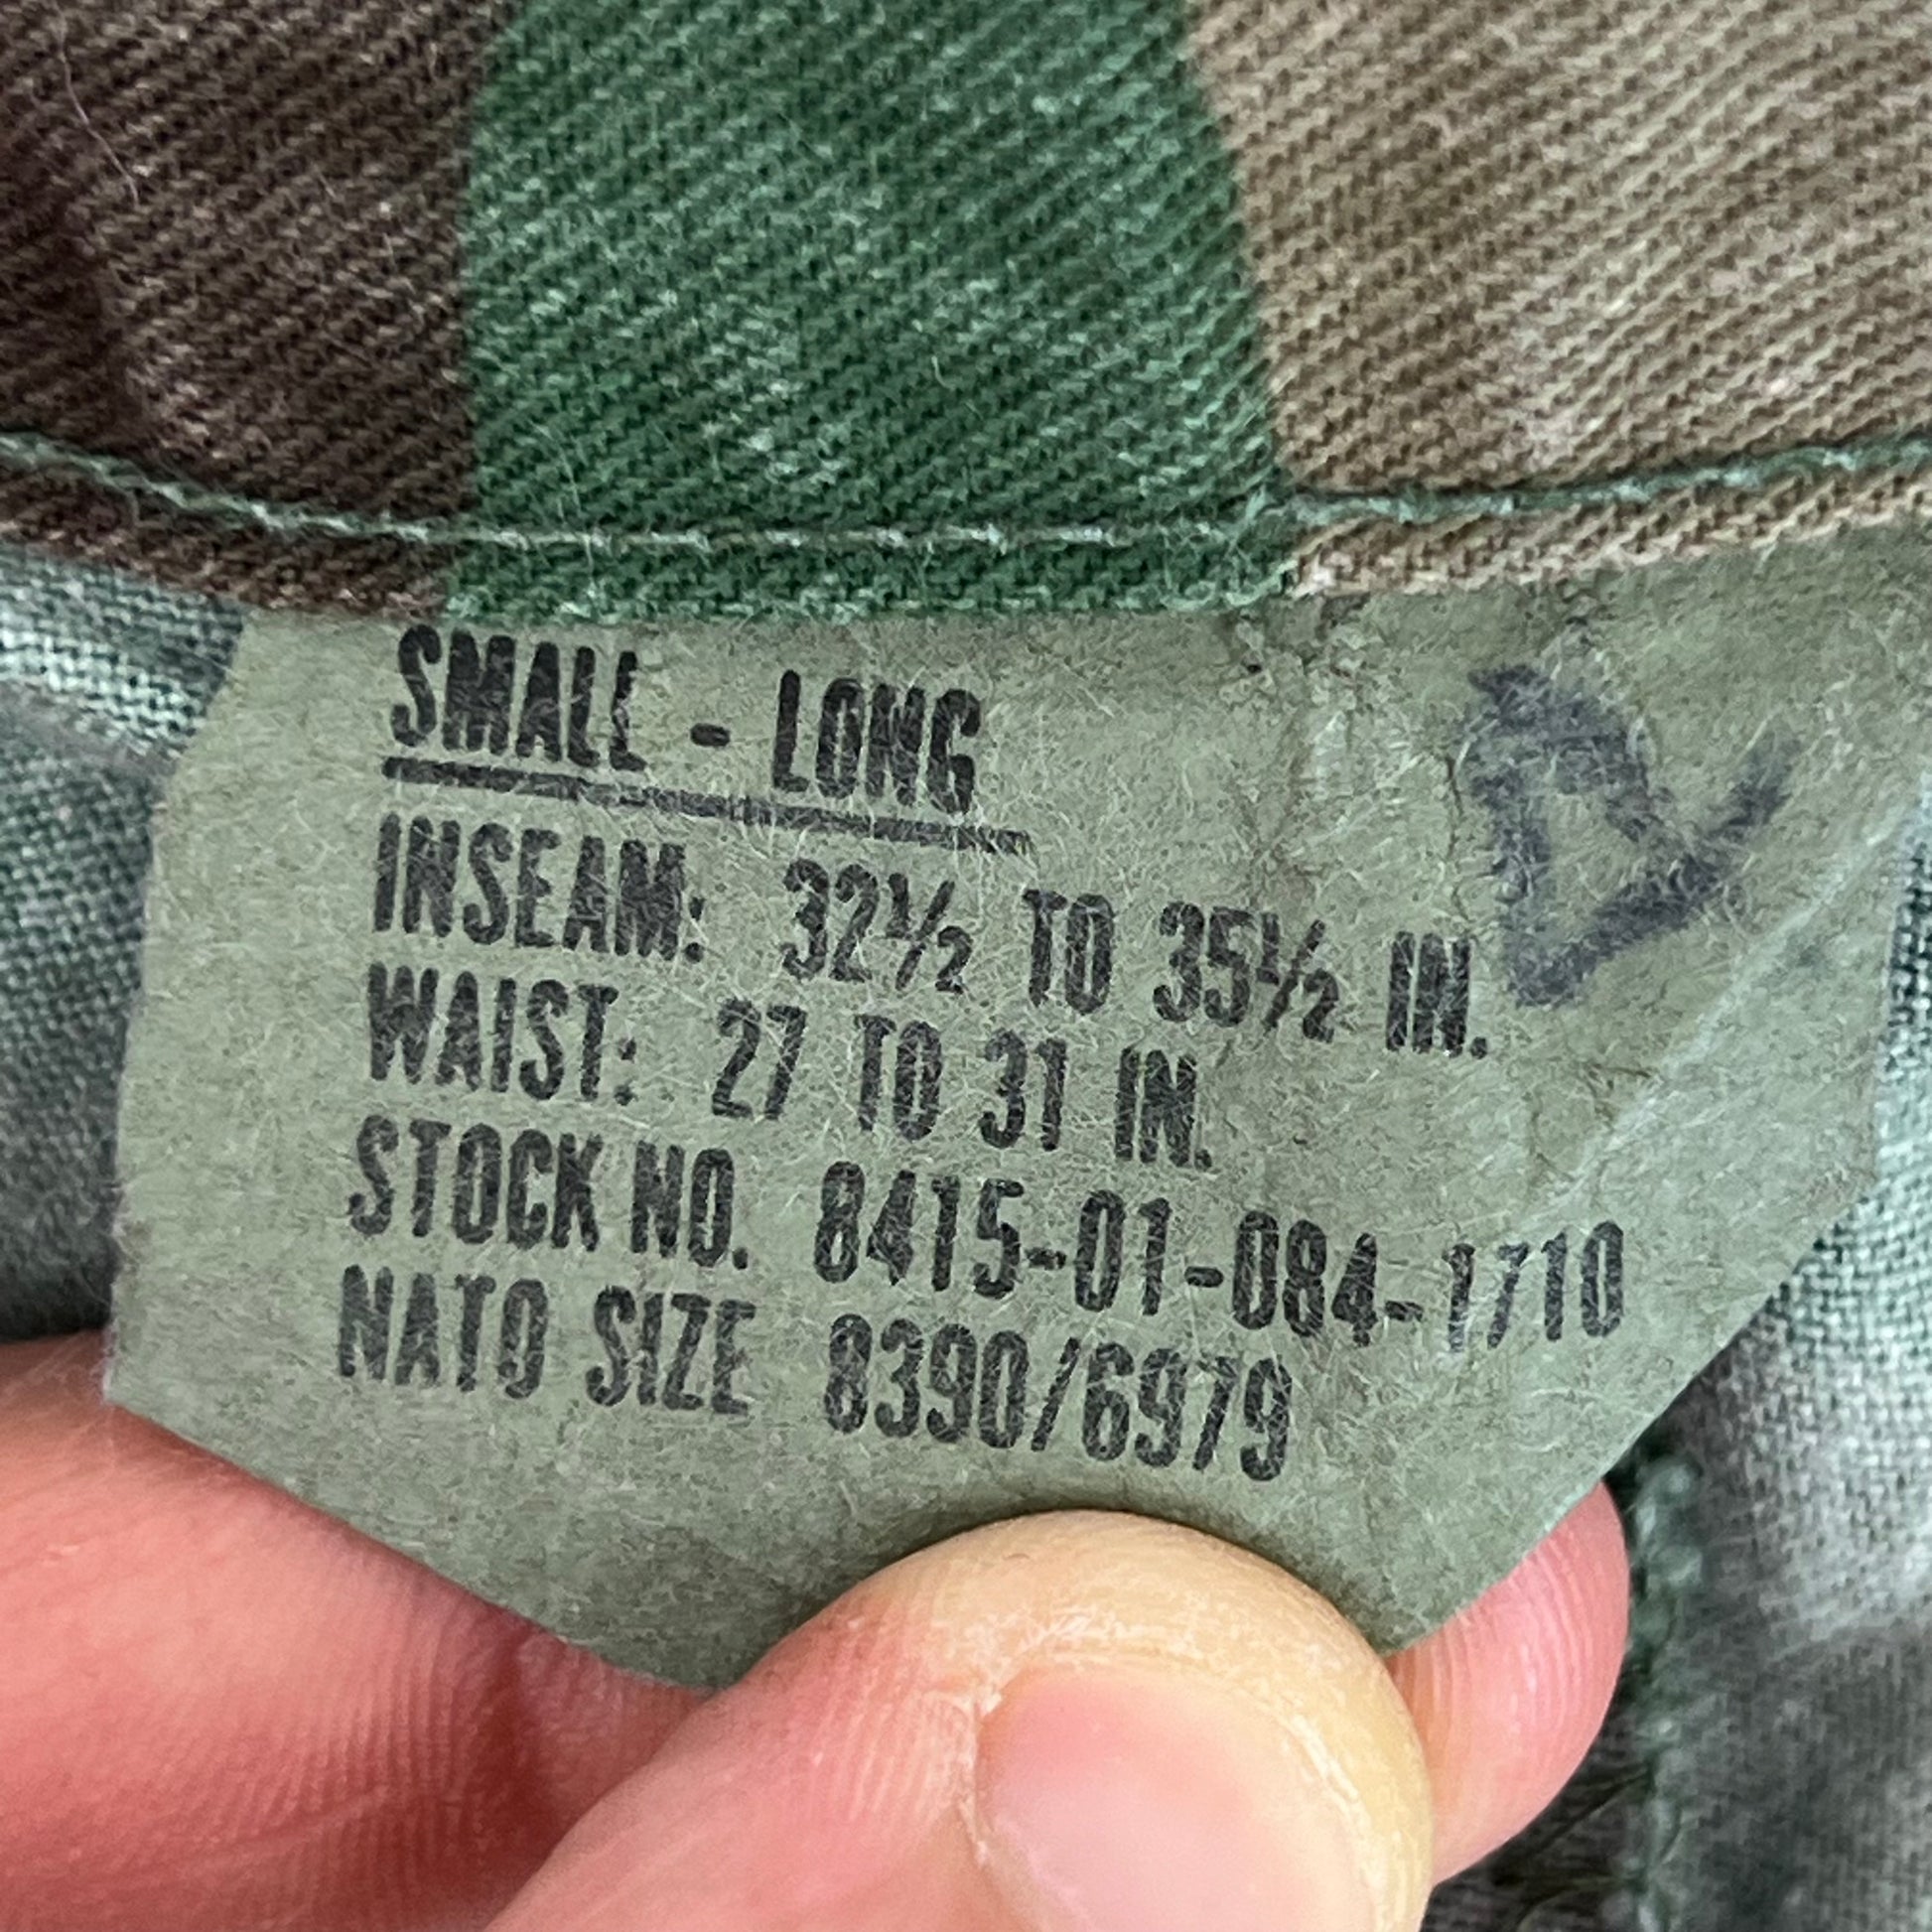 SMALL - LONG
INSEAM: 32½ TO 35½ IN.
WAIST: 27 TO 31 IN.
STOCK NO. 8415-01-084-1710
NATO SIZE 8390/6979